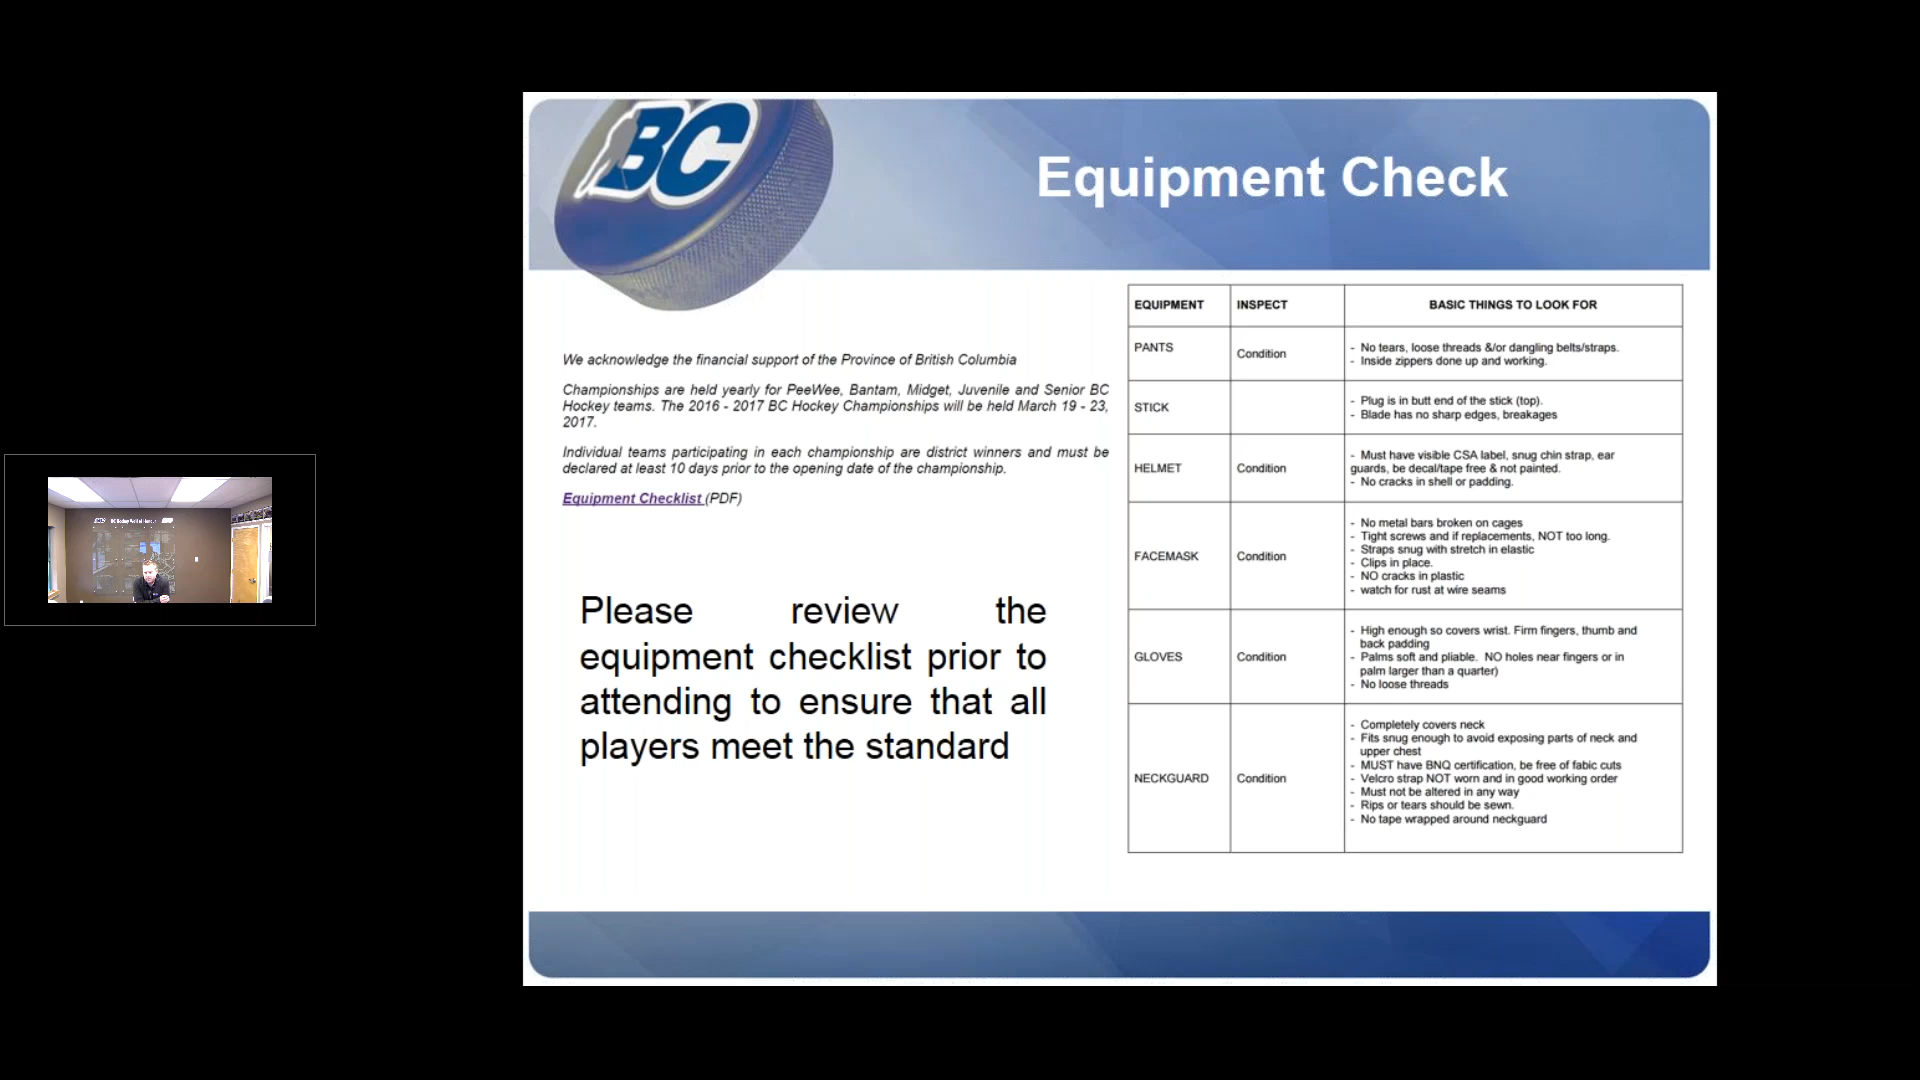 BC
Equipment Check
We acknowledge the financial support of the Province of British Columbia
Championships are held yearly for PeeWee, Bantam, Midget, Juvenile and Senior BC
Hockey teams. The 2016 - 2017 BC Hockey Championships will be held March 19 - 23,
2017.
Individual teams participating in each championship are district winners and must be
declared at least 10 days prior to the opening date of the championship.
Equipment Checklist (PDF)
Please review the
equipment checklist prior to
attending to ensure that all
players meet the standard
EQUIPMENT INSPECT BASIC THINGS TO LOOK FOR
PANTS
Condition
- No tears, loose threads &/or dangling belts/straps.
- Inside zippers done up and working.
STICK
- Plug is in butt end of the stick (top).
- Blade has no sharp edges, breakages
HELMET
Condition
- Must have visible CSA label, snug chin strap, ear
guards, be decal/tape free & not painted.
- No cracks in shell or padding.
FACEMASK
Condition
- No metal bars broken on cages
- Tight screws and if replacements, NOT too long.
- Straps snug with stretch in elastic
- Clips in place.
- NO cracks in plastic
- watch for rust at wire seams
GLOVES
Condition
- High enough so covers wrist. Firm fingers, thumb and
back padding
- Palms soft and pliable. NO holes near fingers or in
palm larger than a quarter)
- No loose threads
NECKGUARD
Condition
- Completely covers neck
- Fits snug enough to avoid exposing parts of neck and
upper chest
- MUST have BNQ certification, be free of fabic cuts
- Velcro strap NOT worn and in good working order
- Must not be altered in any way
- Rips or tears should be sewn.
- No tape wrapped around neckguard